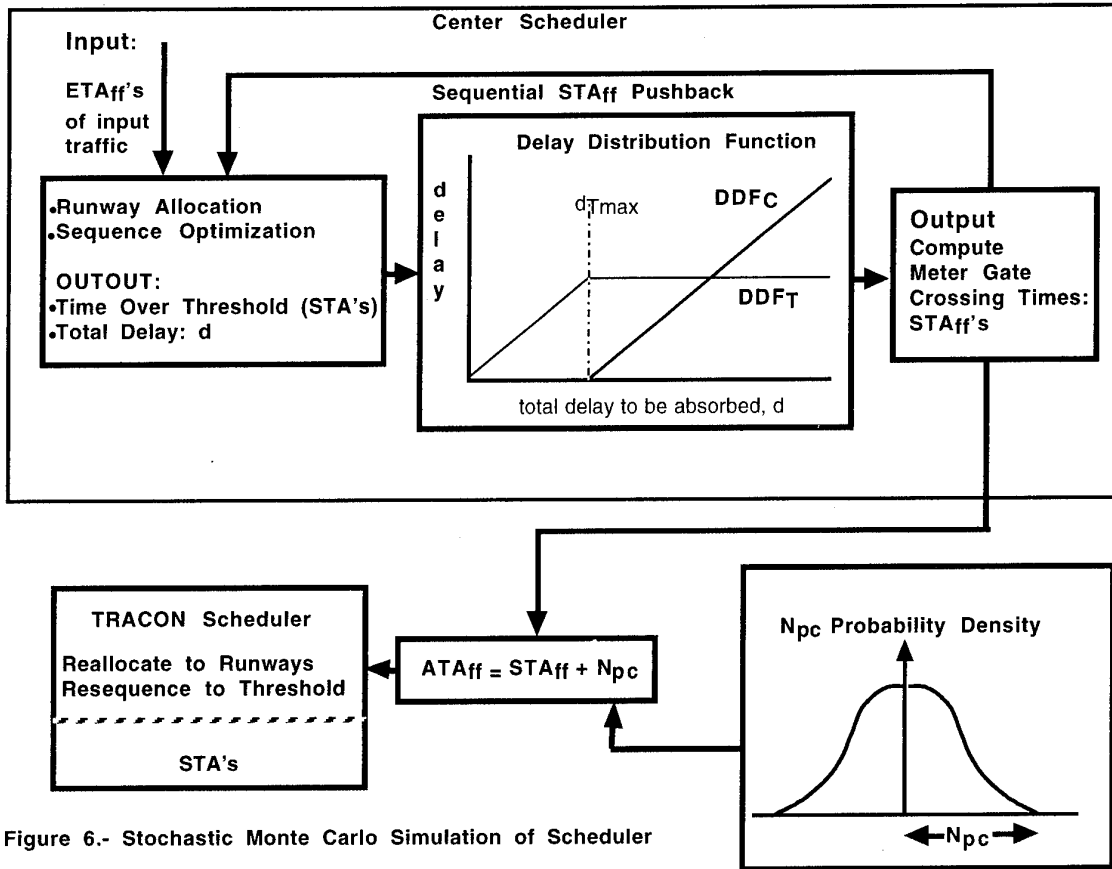 Center Scheduler
Input:
ETAff's
of input
traffic
Sequential STAff Pushback
•Runway Allocation
•Sequence Optimization
OUTOUT:
•Time Over Threshold (STA's)
•Total Delay: d
Delay Distribution Function
delay
dTmax
DDFC
DDFT
total delay to be absorbed, d
Output
Compute
Meter Gate
Crossing Times:
STAff's
TRACON Scheduler
Reallocate to Runways
Resequence to Threshold
STA's
ATAff = STAff + Npc
Npc Probability Density
Npc
Figure 6.- Stochastic Monte Carlo Simulation of Scheduler